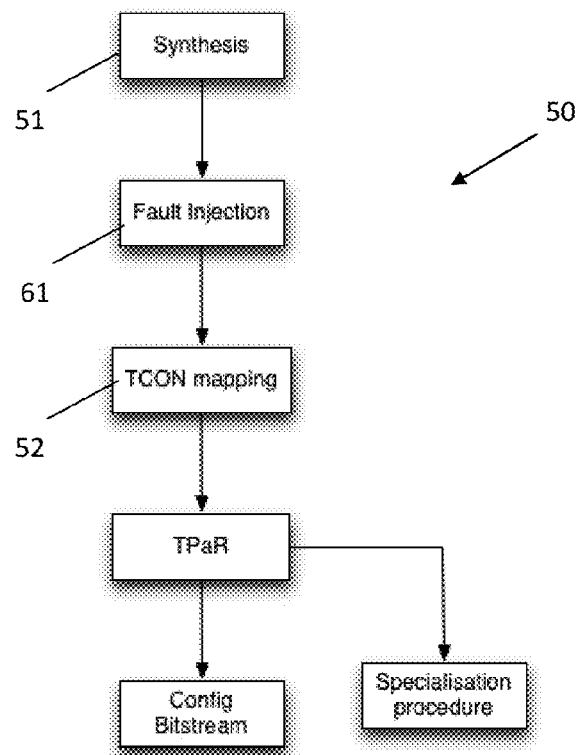 Synthesis
51
50
Fault Injection
61
TCON mapping
52
TPaR
Config
Bitstream
Specialisation
procedure